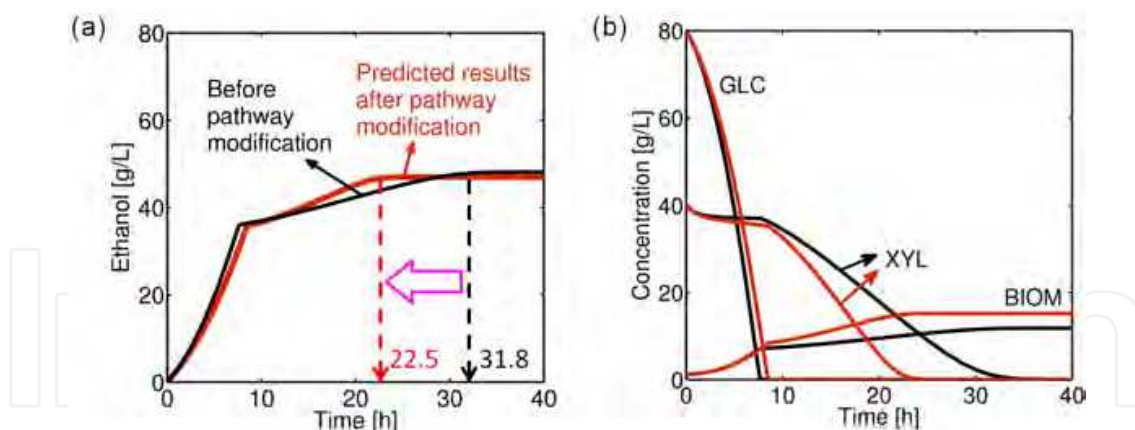 (a)
80
60
40
20
0
Ethanol [g/L]
Before
pathway
modification
Predicted results
after pathway
modification
22.5
31.8
0 10 20 30 40
Time [h]
(b)
80
60
40
20
0
Concentration [g/L]
GLC
XYL
BIOM
0 10 20 30 40
Time [h]